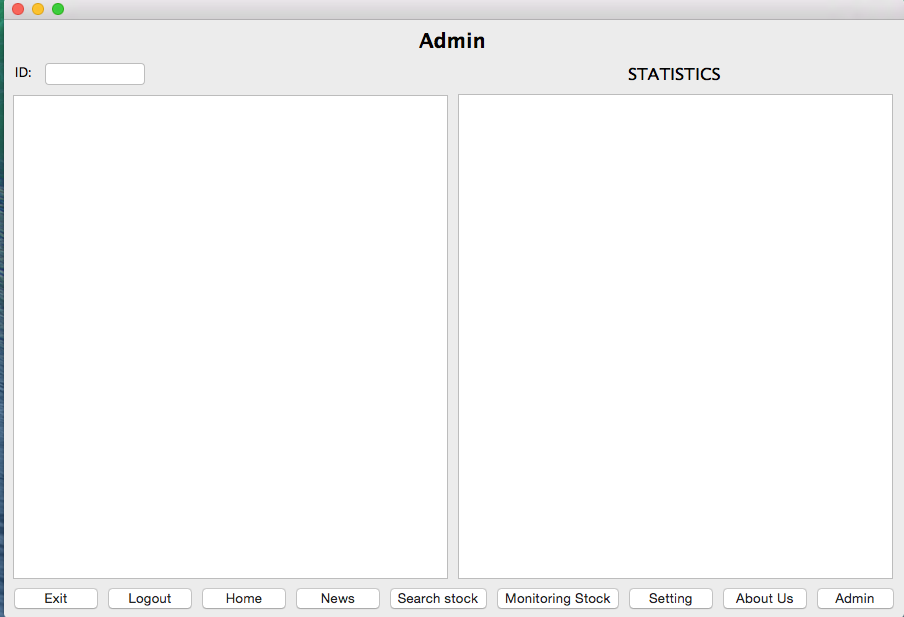 Admin
ID:
STATISTICS
Exit Logout Home News Search stock Monitoring Stock Setting About Us Admin